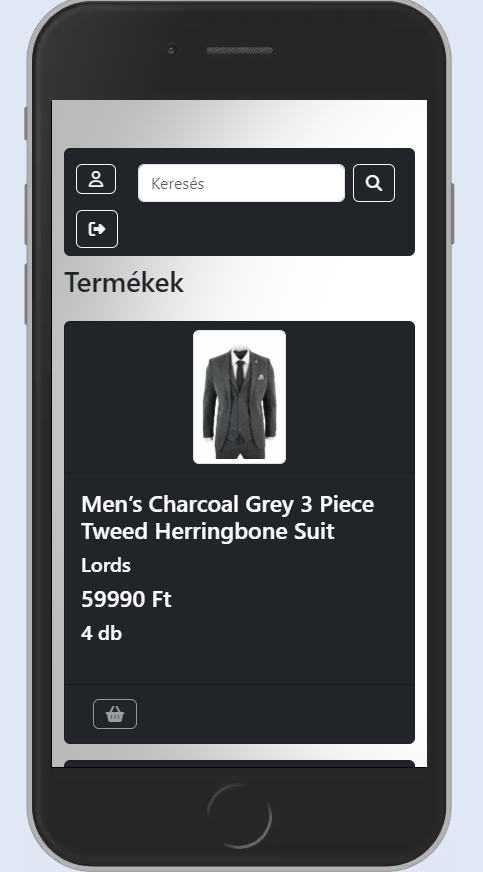 Keresés
Termékek
Men’s Charcoal Grey 3 Piece
Tweed Herringbone Suit
Lords
59990 Ft
4 db